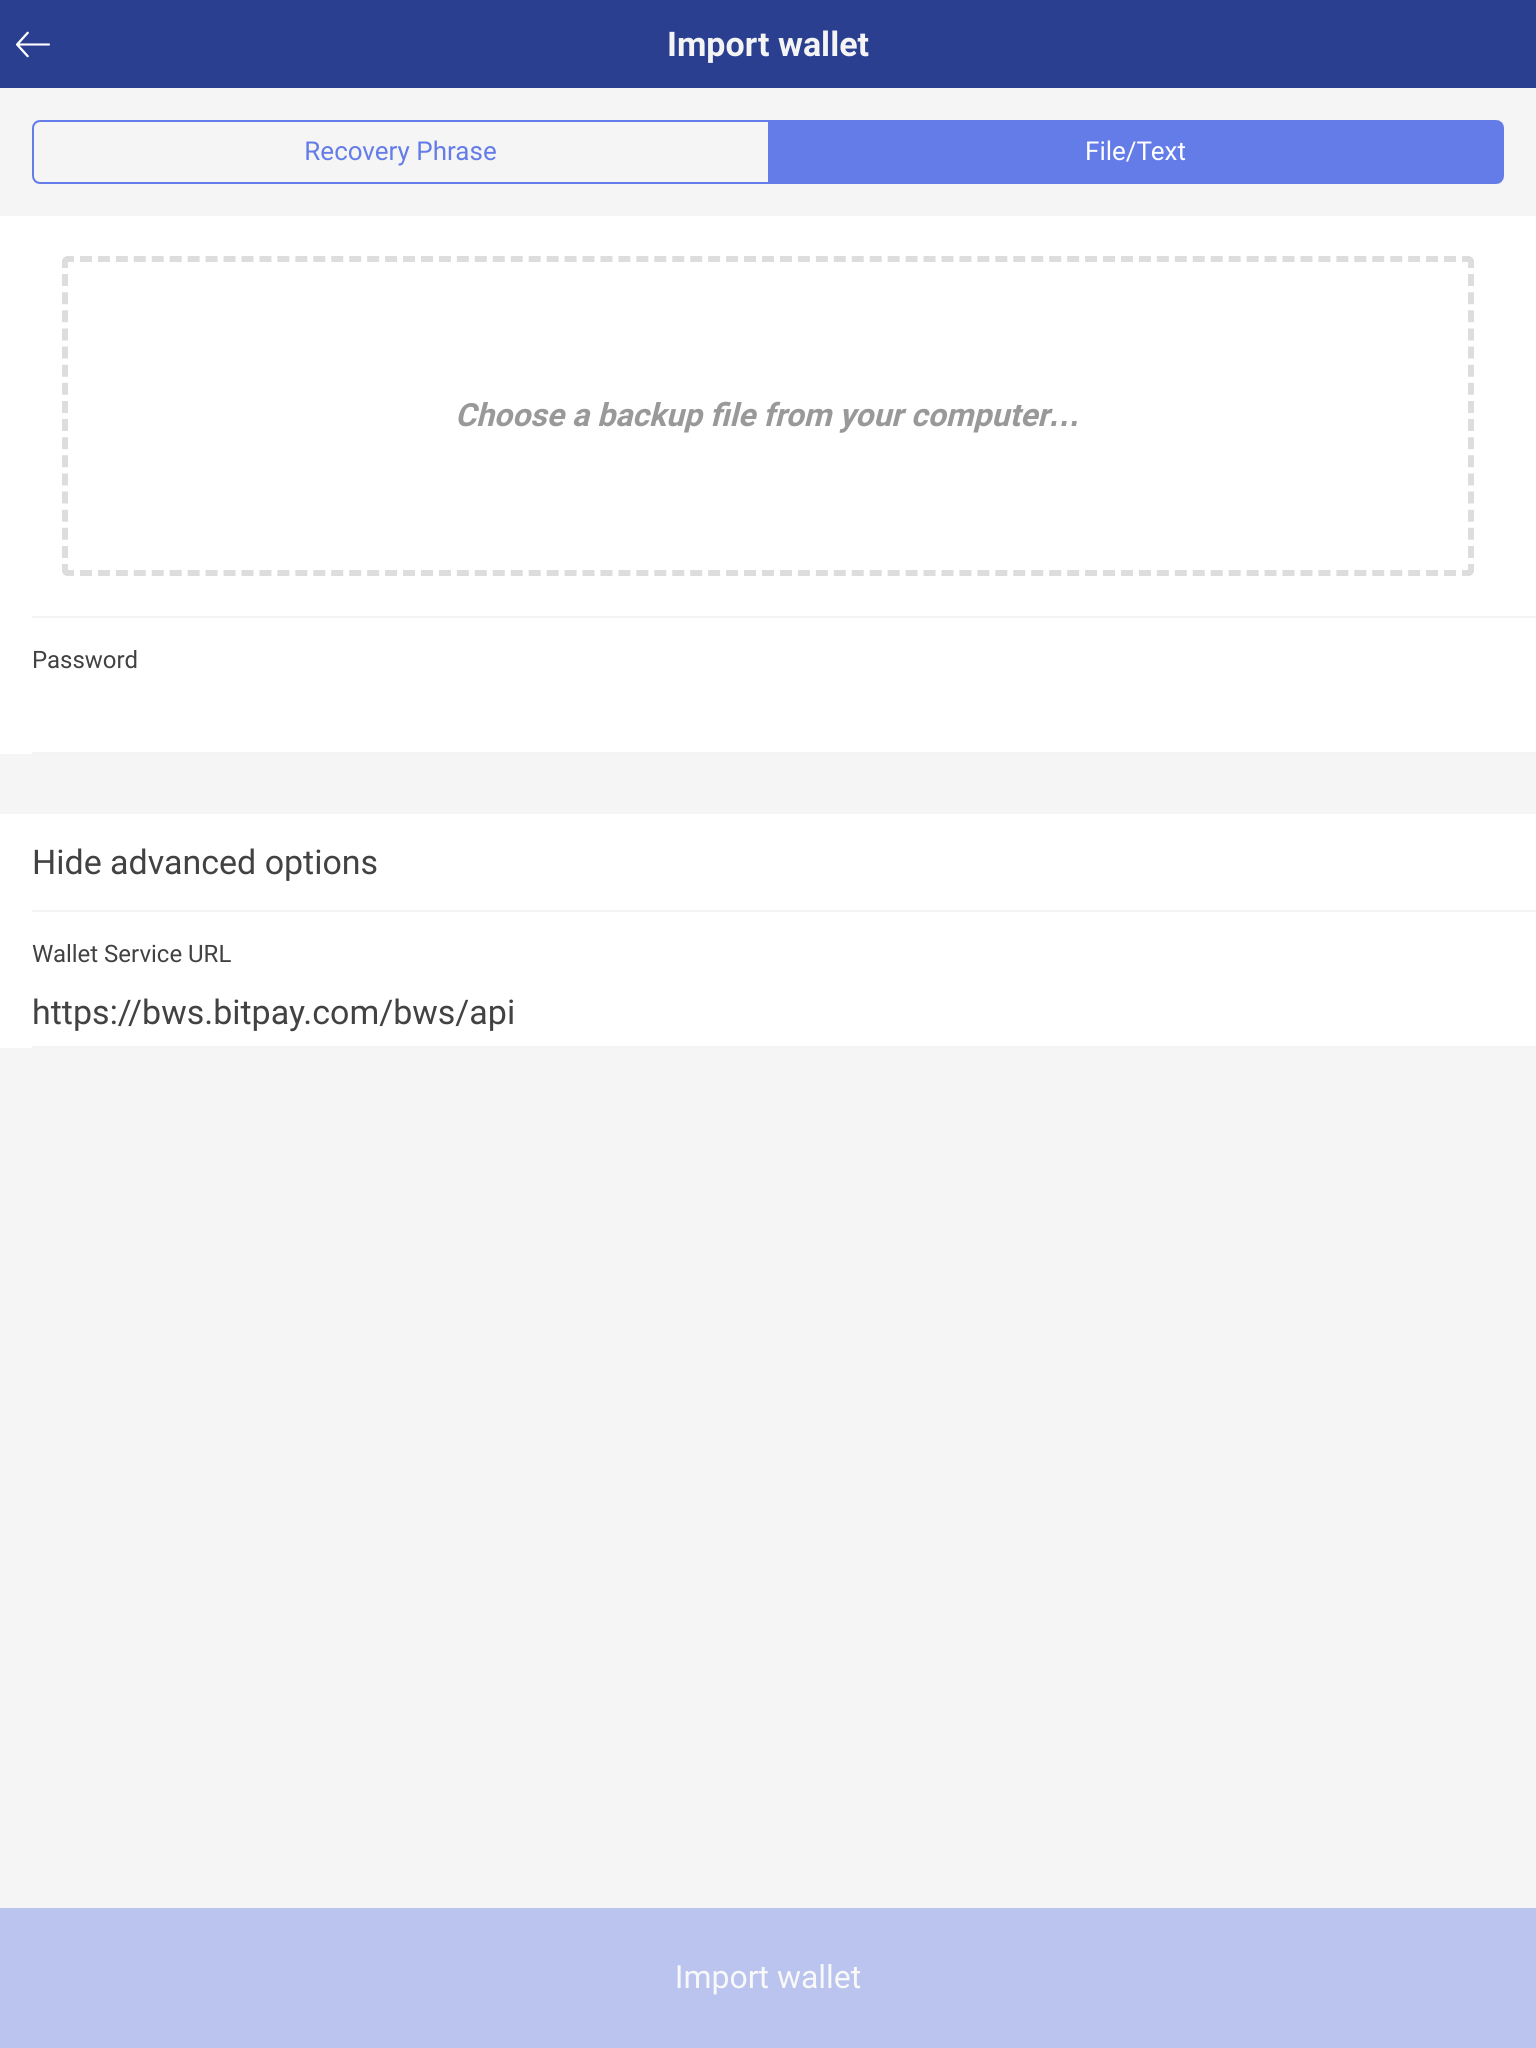 Import wallet
Recovery Phrase
File/Text
Choose a backup file from your computer...
Password
Hide advanced options
Wallet Service URL
https://bws.bitpay.com/bws/api
Import wallet